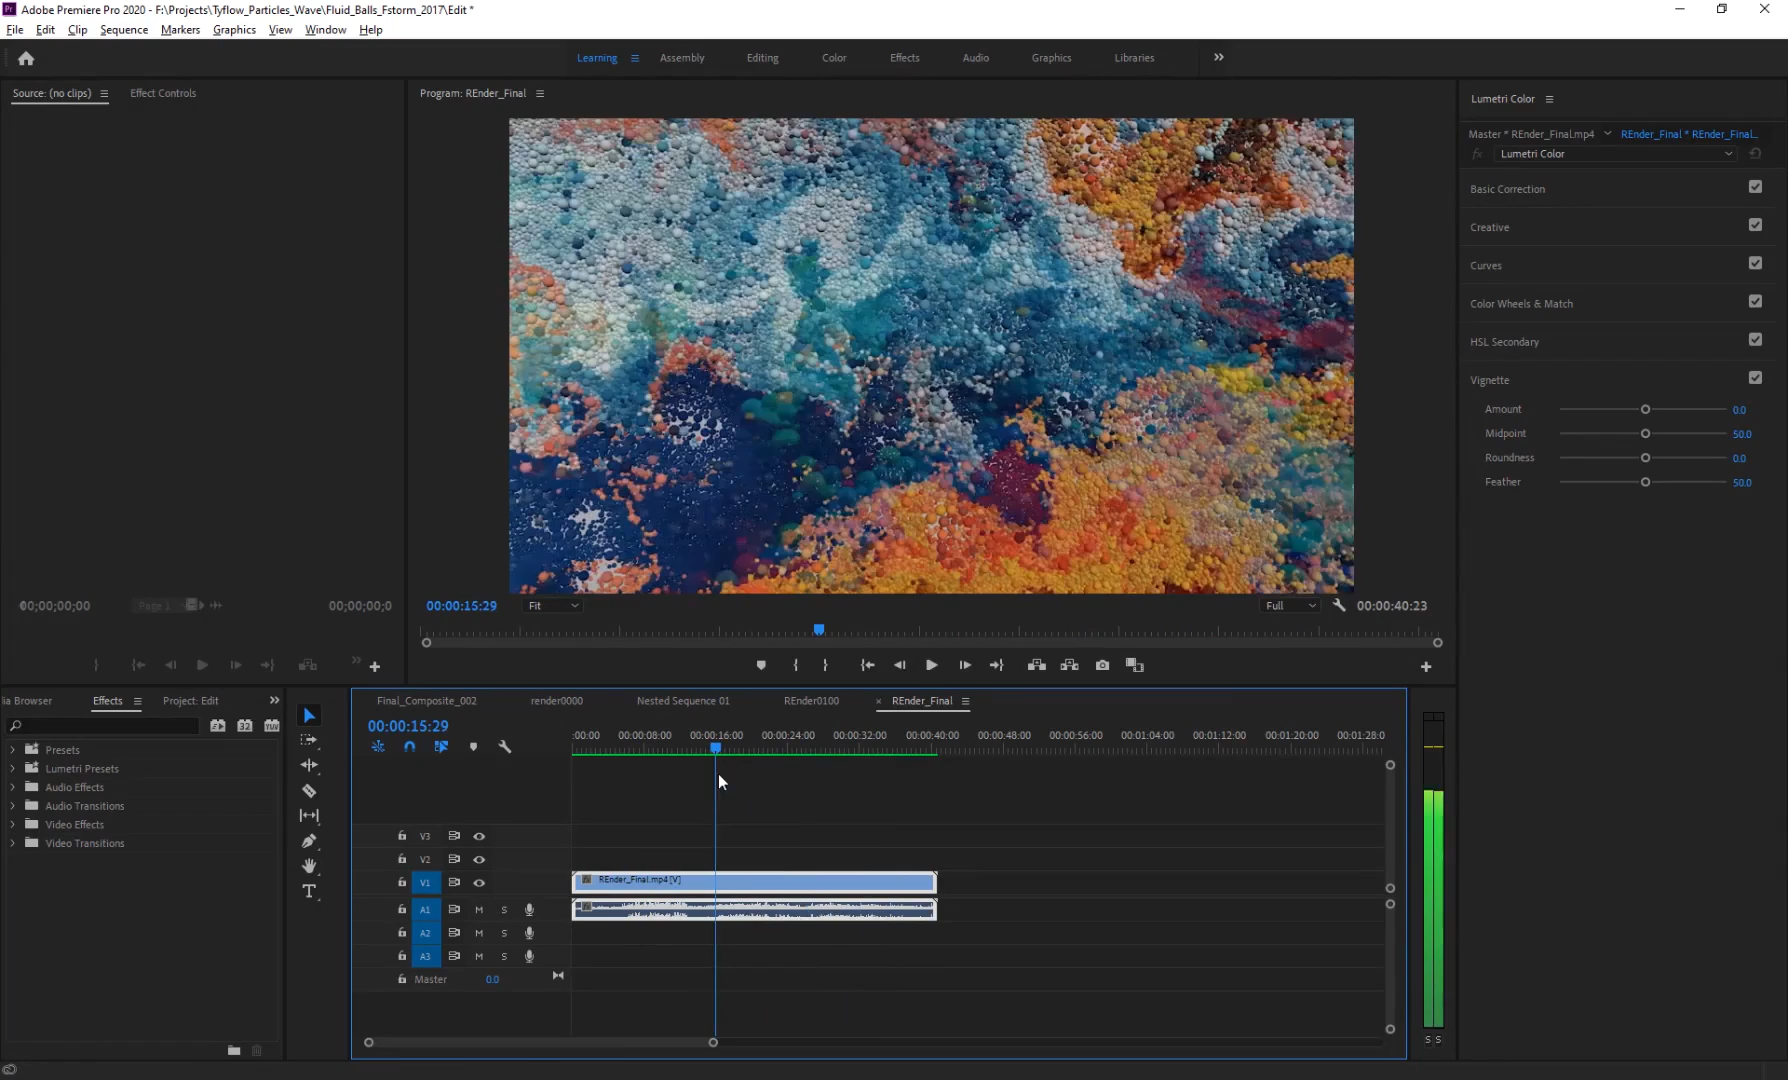 Pr Adobe Premiere Pro 2020 - F:\Projects\Tyflow_Particles_Wave\Fluid_Balls_Fstorm_2017\Edit *
File Edit Clip Sequence Markers Graphics View Window Help
Learning Assembly Editing Color Effects Audio Graphics Libraries
Source: (no clips) Effect Controls
Program: REnder_Final
Lumetri Color
Master * REnder_Final.mp4 REnder_Final * REnder_Final...
fx Lumetri Color
Basic Correction
Creative
Curves
Color Wheels & Match
HSL Secondary
Vignette
Amount 0.0
Midpoint 50.0
Roundness 0.0
Feather 50.0
00;00;00;00 Page 1 00;00;00;0
00:00:15:29 Fit Full 00:00:40:23
ia Browser Effects Project: Edit
32 YUV
Presets
Lumetri Presets
Audio Effects
Audio Transitions
Video Effects
Video Transitions
Final_Composite_002 render0000 Nested Sequence 01 REnder0100 × REnder_Final
00:00:15:29
:00:00 00:00:08:00 00:00:16:00 00:00:24:00 00:00:32:00 00:00:40:00 00:00:48:00 00:00:56:00 00:01:04:00 00:01:12:00 00:01:20:00 00:01:28:0
V3
V2
V1 REnder_Final.mp4 [V]
A1 M S
A2 M S
A3 M S
Master 0.0
S S